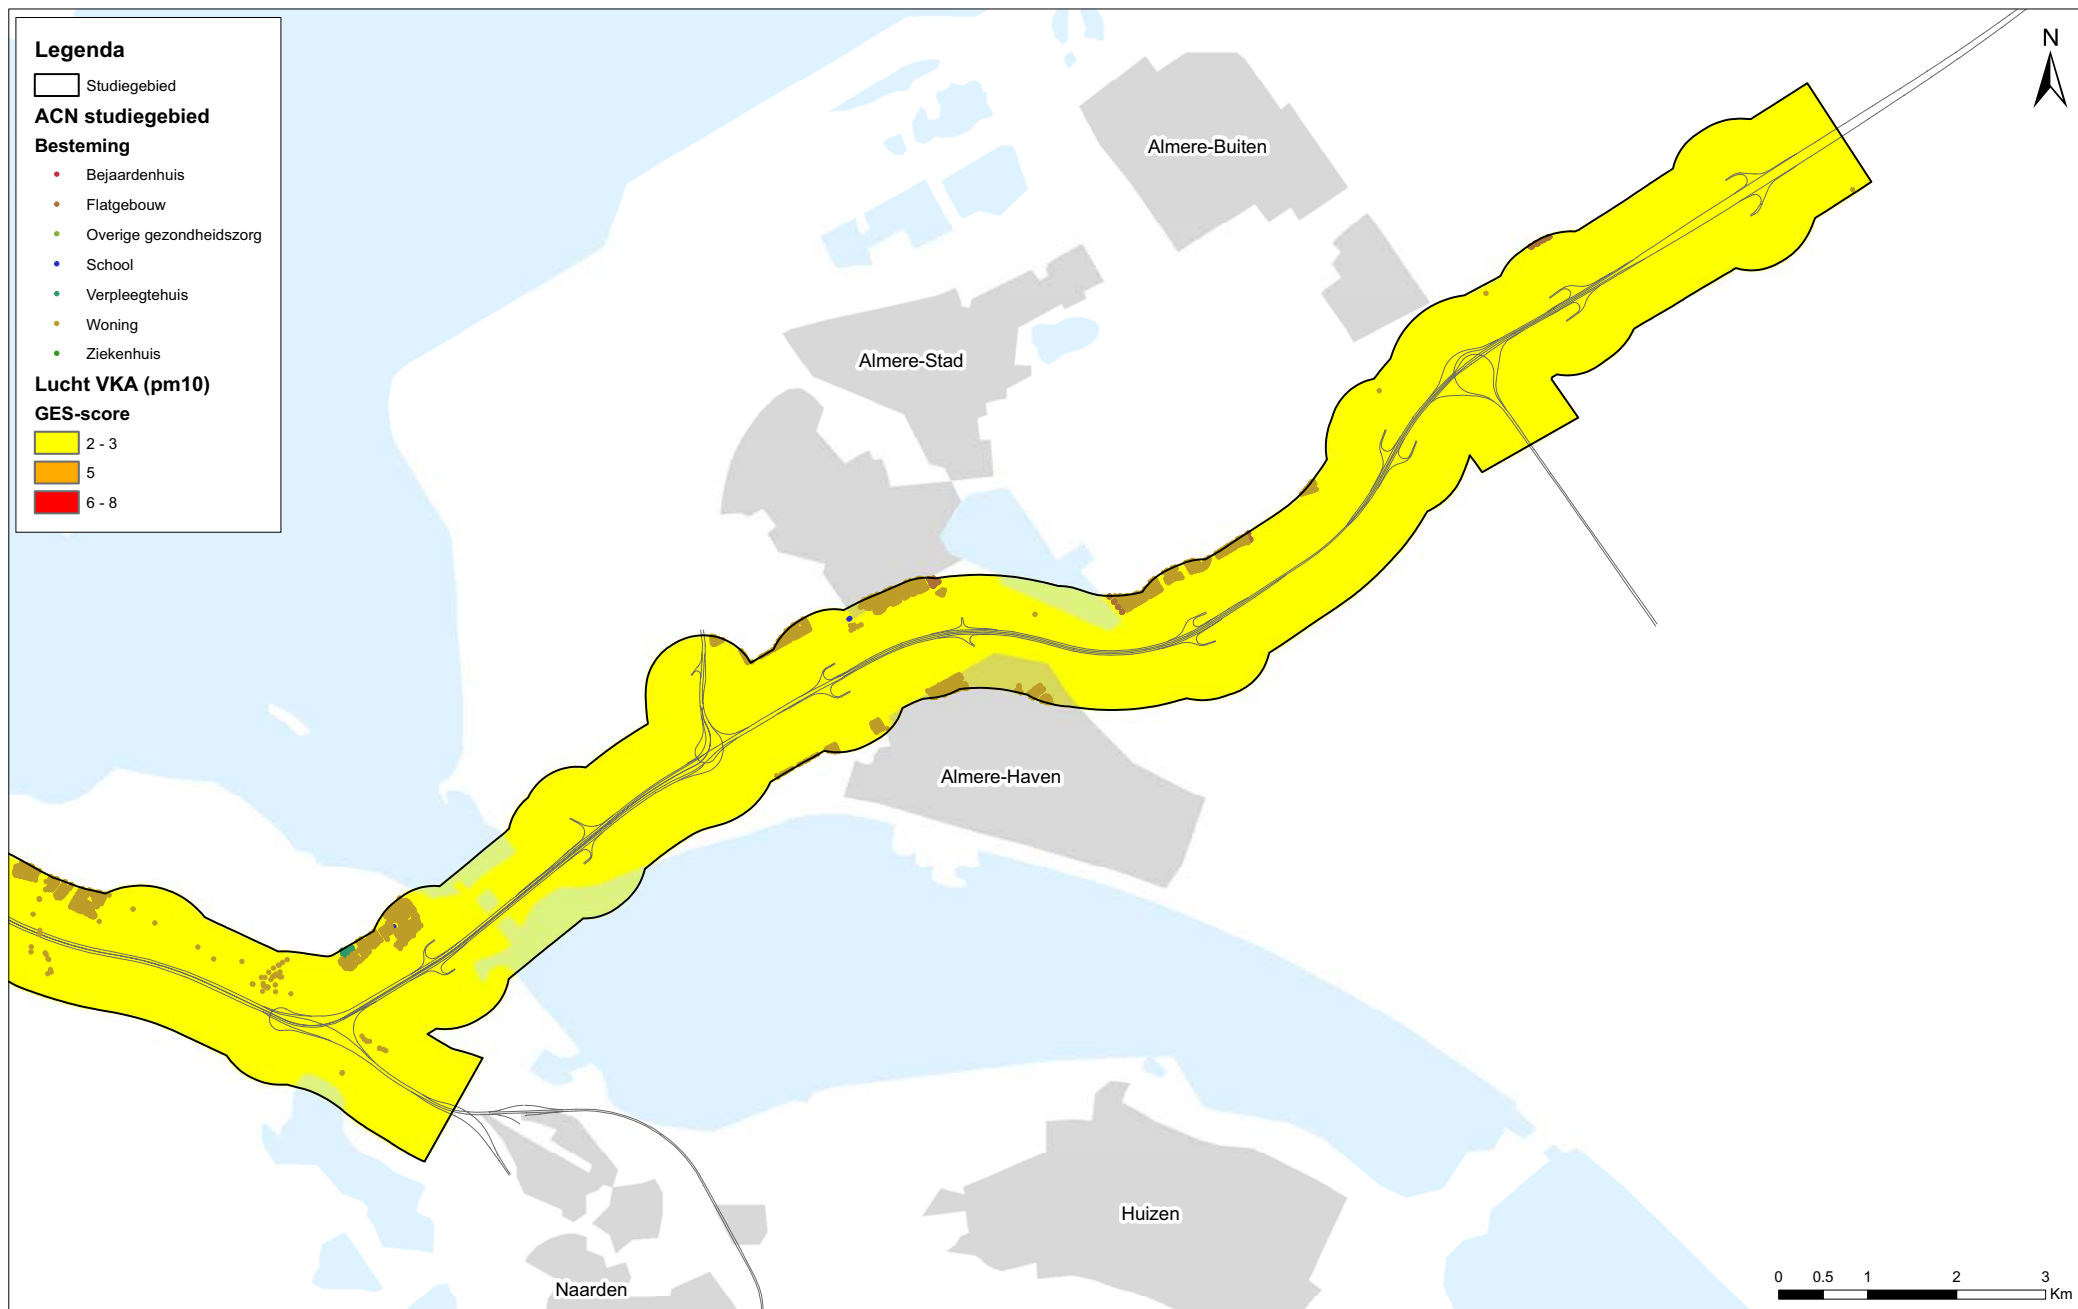 Legenda
Studiegebied
ACN studiegebied
Besteming
Bejaardenhuis
Flatgebouw
Overige gezondheidszorg
School
Verpleegtehuis
Woning
Ziekenhuis
Lucht VKA (pm10)
GES-score
2 - 3
5
6 - 8
N
Almere-Buiten
Almere-Stad
Almere-Haven
Huizen
Naarden
0 0.5 1 2 3
Km